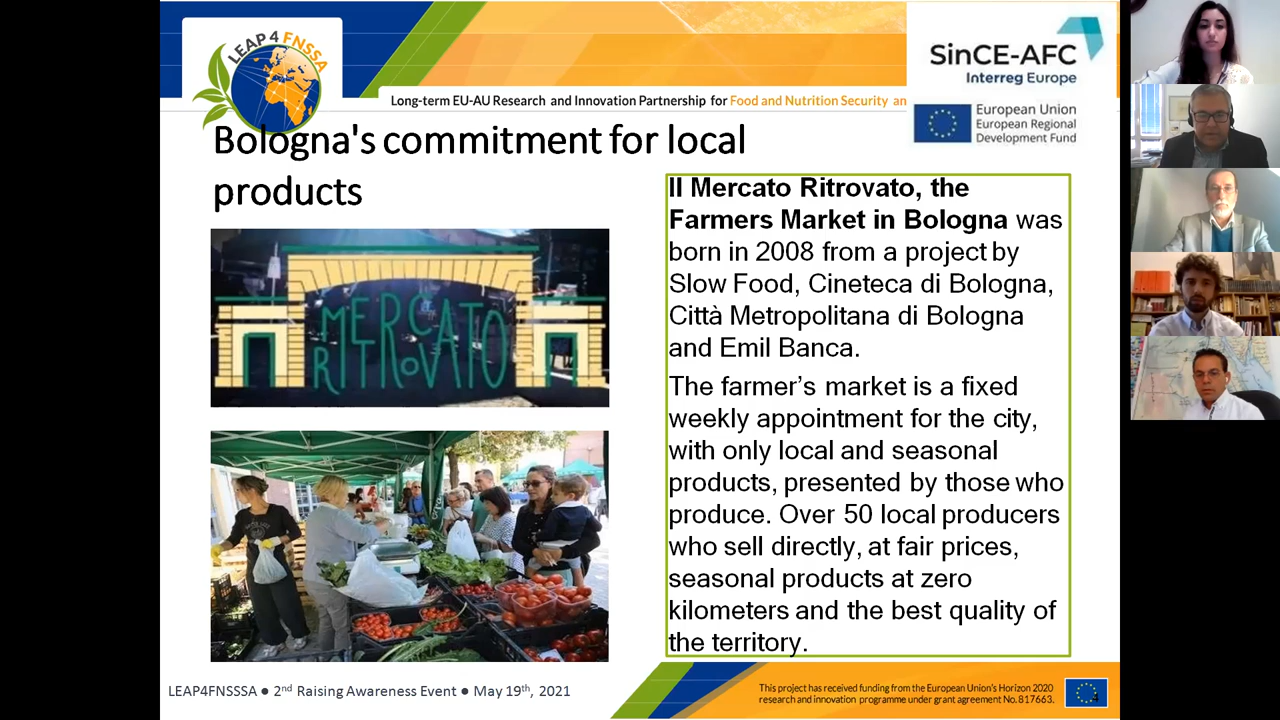 LEAP 4 FNSSA
SinCE-AFC
Interreg Europe
Long-term EU-AU Research and Innovation Partnership for Food and Nutrition Security an
European Union
European Regional
Development Fund
Bologna's commitment for local
products
Il Mercato Ritrovato, the
Farmers Market in Bologna was
born in 2008 from a project by
Slow Food, Cineteca di Bologna,
Città Metropolitana di Bologna
and Emil Banca.
The farmer’s market is a fixed
weekly appointment for the city,
with only local and seasonal
products, presented by those who
produce. Over 50 local producers
who sell directly, at fair prices,
seasonal products at zero
kilometers and the best quality of
the territory.
MERCATO
RITROVATO
LEAP4FNSSSA ● 2nd Raising Awareness Event ● May 19th, 2021
This project has received funding from the European Union's Horizon 2020
research and innovation programme under grant agreement No. 817663.
4